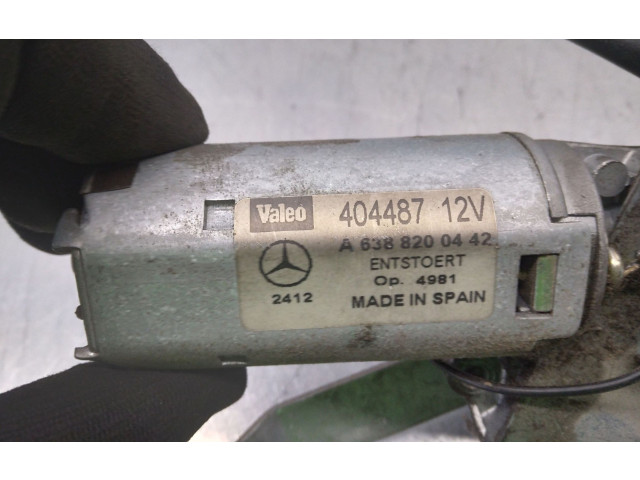 Valeo 404487 12V
A 638 820 04 42
ENTSTOERT
Op. 4981
2412 MADE IN SPAIN